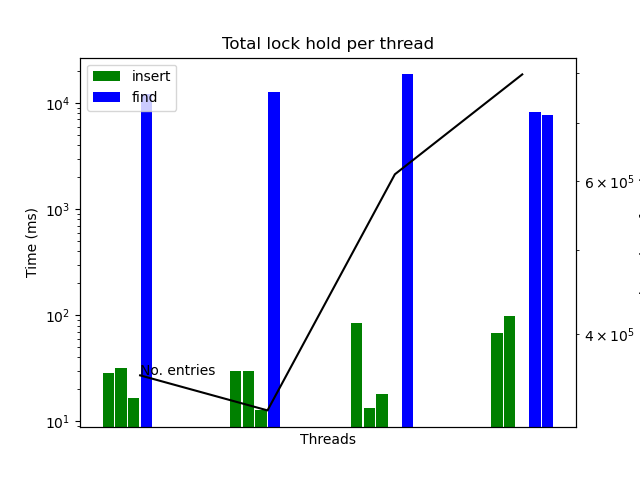 Total lock hold per thread
insert
find
10⁴
10³
10²
10¹
Time (ms)
6 × 10⁵
4 × 10⁵
No. entries
Threads